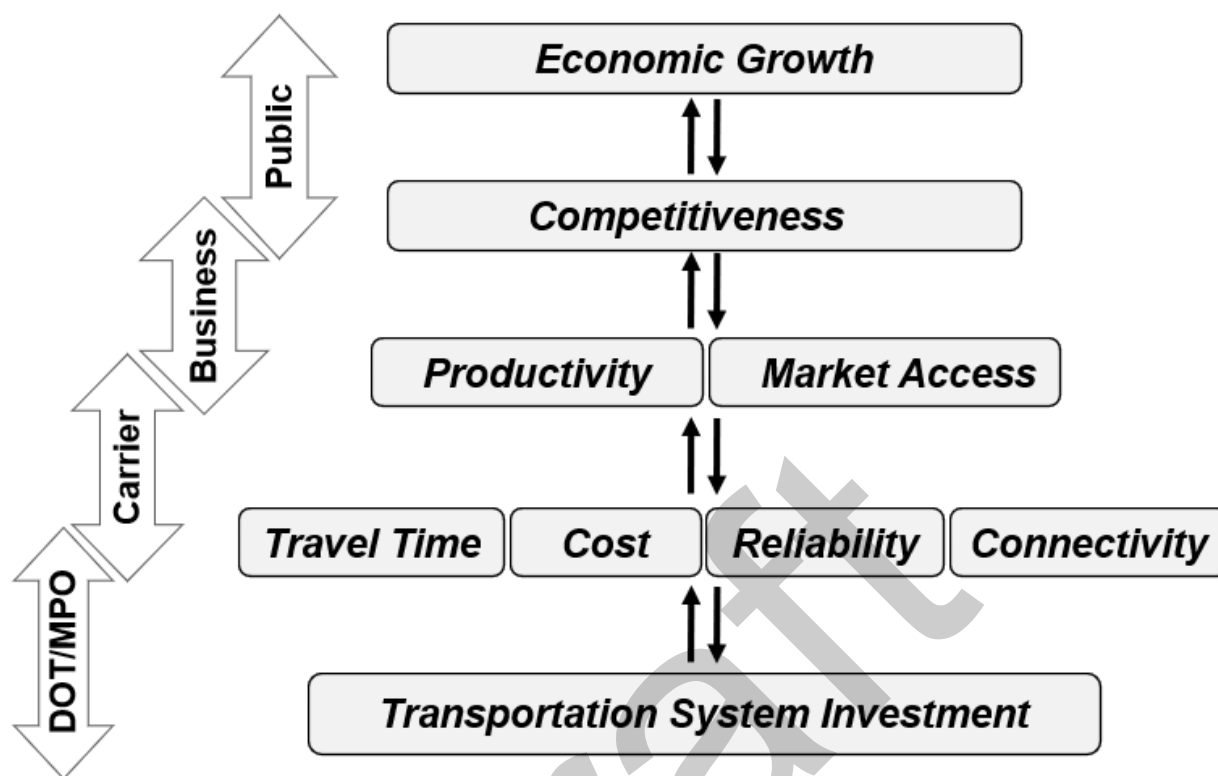 Economic Growth
Public
Competitiveness
Business
Productivity
Market Access
Carrier
Travel Time
Cost
Reliability
Connectivity
DOT/MPO
Transportation System Investment
raft